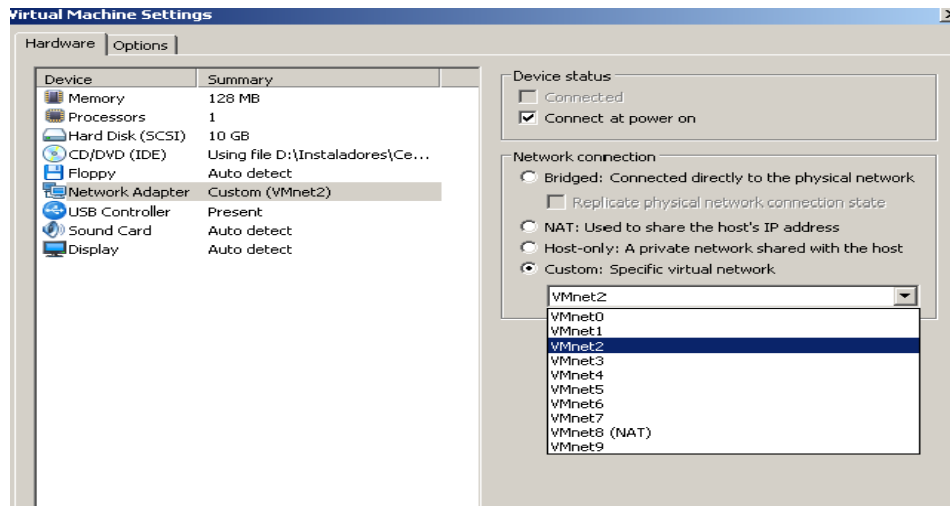 Virtual Machine Settings
Hardware Options
Device Summary
Memory 128 MB
Processors 1
Hard Disk (SCSI) 10 GB
CD/DVD (IDE) Using file D:\Instaladores\Ce...
Floppy Auto detect
Network Adapter Custom (VMnet2)
USB Controller Present
Sound Card Auto detect
Display Auto detect
Device status
Connected
Connect at power on
Network connection
Bridged: Connected directly to the physical network
Replicate physical network connection state
NAT: Used to share the host's IP address
Host-only: A private network shared with the host
Custom: Specific virtual network
VMnet2
VMnet0
VMnet1
VMnet2
VMnet3
VMnet4
VMnet5
VMnet6
VMnet7
VMnet8 (NAT)
VMnet9